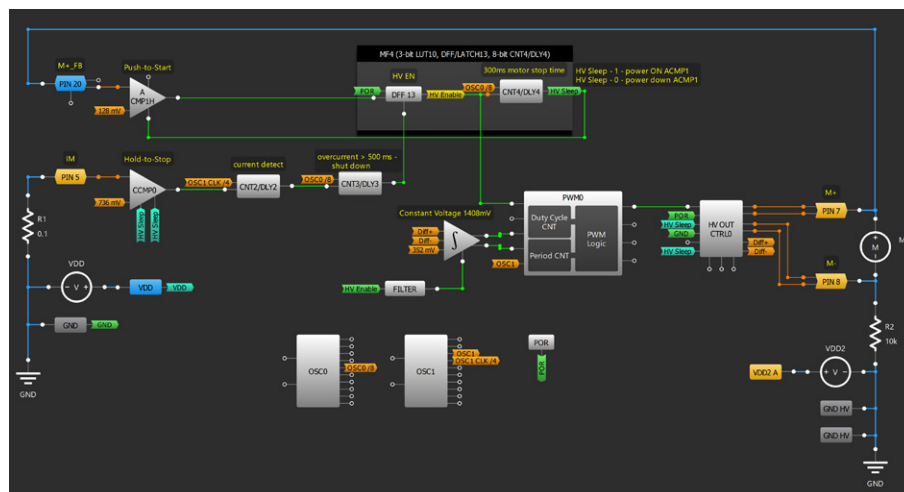 MF4 (3-bit LUT10, DFF/LATCH13, 8-bit CNT4/DLY4)
M+_FB
PIN 20
Push-to-Start
A
CMP1H
128 mV
HV EN
POR
DFF 13
HV Enable
300ms motor stop time
OSC0 /8
CNT4/DLY4
HV Sleep
HV Sleep - 1 - power ON ACMP1
HV Sleep - 0 - power down ACMP1
IM
PIN 5
Hold-to-Stop
CCMP0
736 mV
HV Sleep
HV Sleep
current detect
OSC1 CLK /4
CNT2/DLY2
overcurrent > 500 ms -
shut down
OSC0 /8
CNT3/DLY3
R1
0.1
Constant Voltage 1408mV
Diff+
Diff-
352 mV
∫
HV Enable
FILTER
PWM0
Duty Cycle
CNT
Period CNT
PWM
Logic
OSC1
POR
HV Sleep
GND
HV Sleep
HV OUT
CTRL0
Diff+
Diff-
M+
PIN 7
M
M
M-
PIN 8
VDD
V
VDD
VDD
GND
GND
GND
OSC0
OSC0 /8
OSC1
OSC1
OSC1 CLK /4
POR
POR
R2
10k
VDD2
VDD2 A
+ V -
GND HV
GND HV
GND